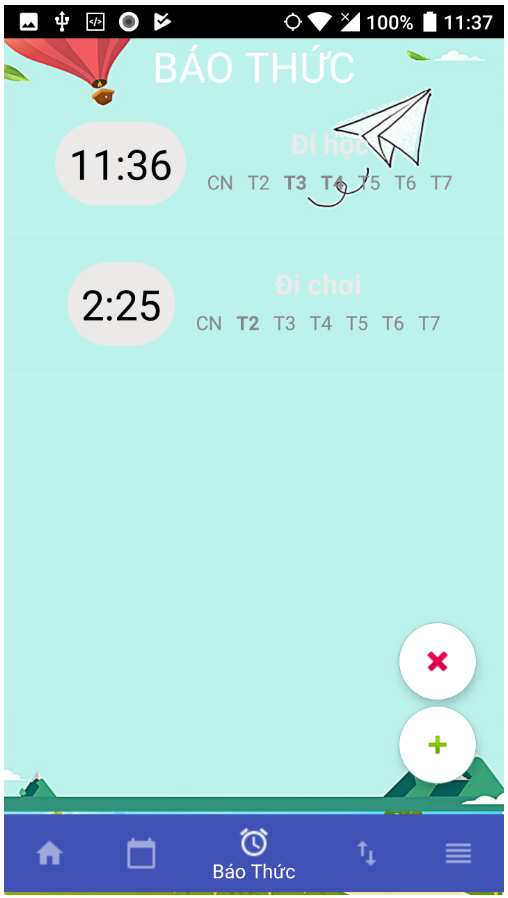 100% 11:37
BÁO THỨC
11:36
Đi học
CN T2 T3 T4 T5 T6 T7
2:25
Đi chơi
CN T2 T3 T4 T5 T6 T7
Báo Thức